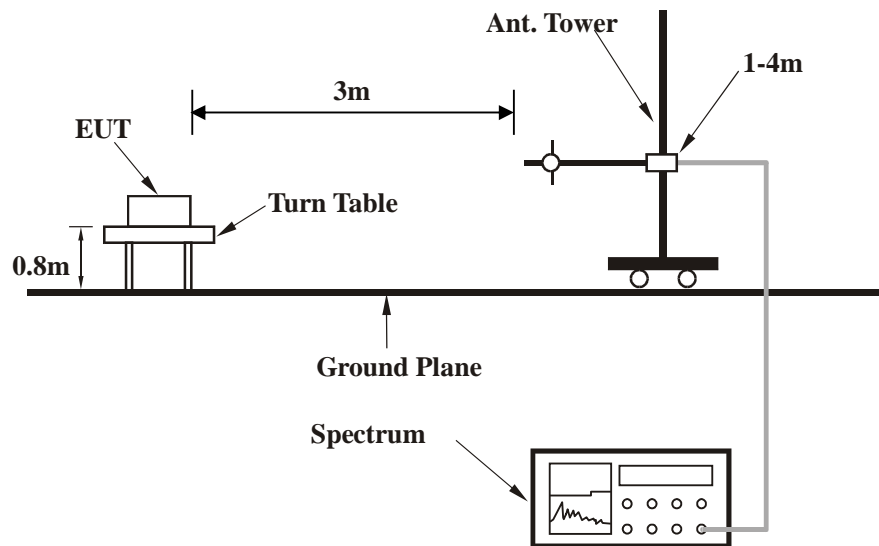 Ant. Tower
1-4m
3m
EUT
Turn Table
0.8m
Ground Plane
Spectrum